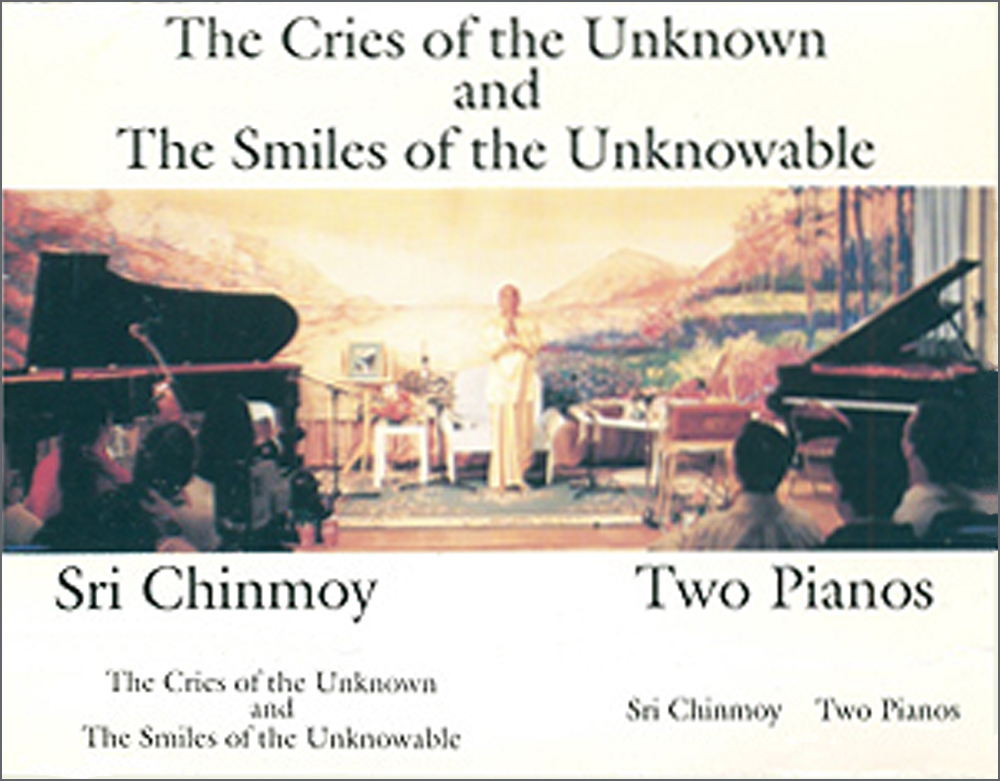 The Cries of the Unknown
and
The Smiles of the Unknowable
Sri Chinmoy
Two Pianos
The Cries of the Unknown
and
The Smiles of the Unknowable
Sri Chinmoy Two Pianos